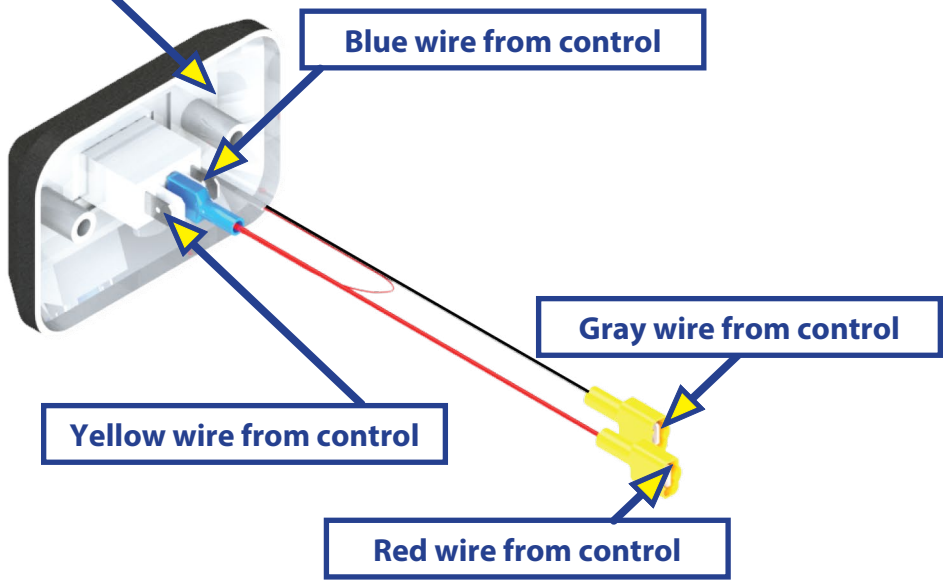 Blue wire from control
Gray wire from control
Yellow wire from control
Red wire from control